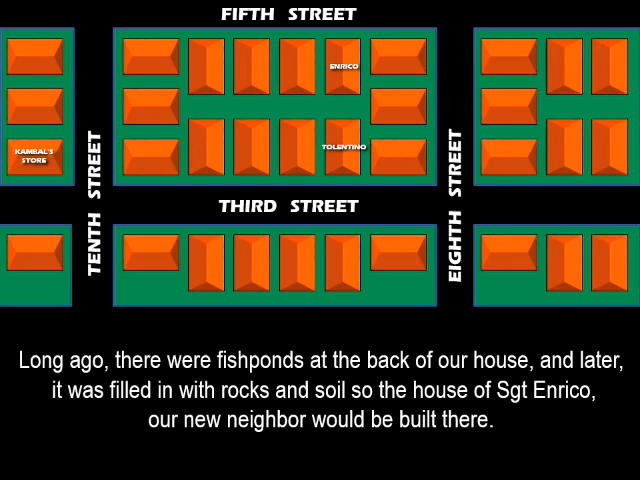 FIFTH STREET
ENRICO
TENTH STREET
KAMBAL'S
STORE
TOLENTINO
EIGHTH STREET
THIRD STREET
Long ago, there were fishponds at the back of our house, and later,
it was filled in with rocks and soil so the house of Sgt Enrico,
our new neighbor would be built there.